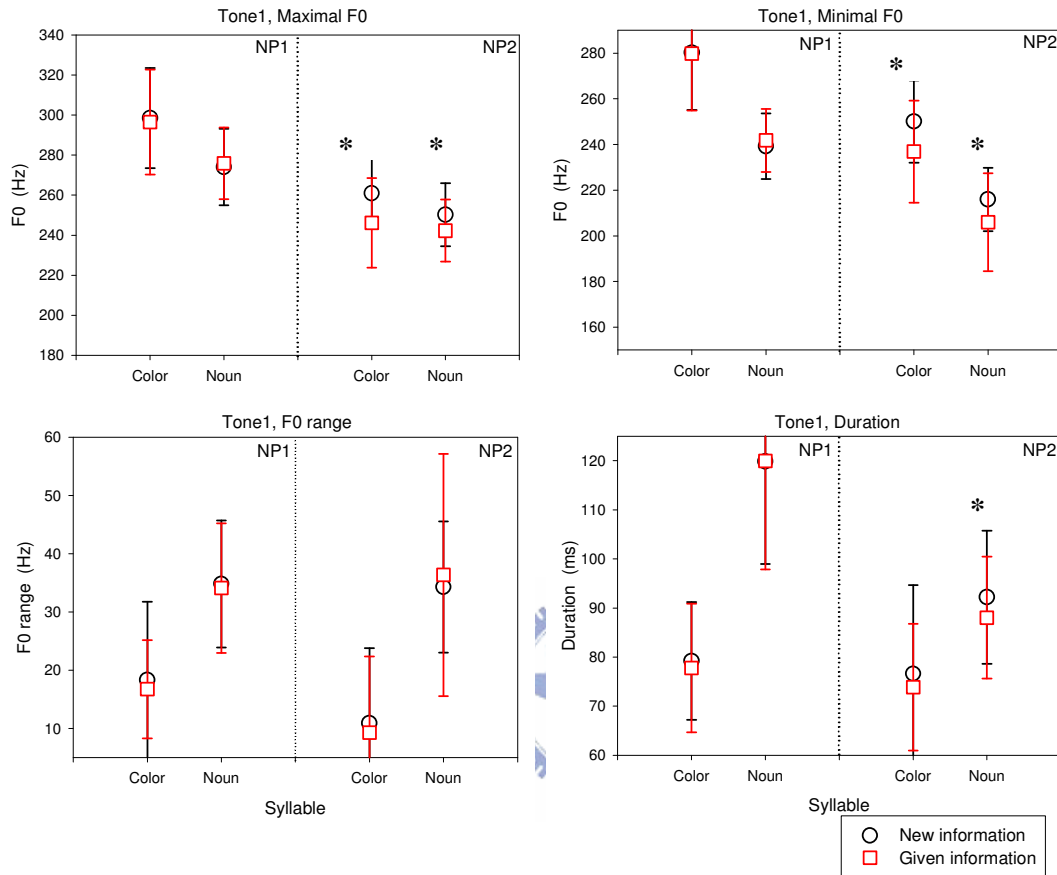 Tone1, Maximal F0
NP1
NP2
F0 (Hz)
340
320
300
280
260
240
220
200
180
*
*
Color
Noun
Color
Noun
Tone1, Minimal F0
NP1
NP2
F0 (Hz)
280
260
240
220
200
180
160
*
*
Color
Noun
Color
Noun
Tone1, F0 range
NP1
NP2
F0 range (Hz)
60
50
40
30
20
10
Color
Noun
Color
Noun
Syllable
Tone1, Duration
NP1
NP2
Duration (ms)
120
110
100
90
80
70
60
*
Color
Noun
Color
Noun
Syllable
New information
Given information